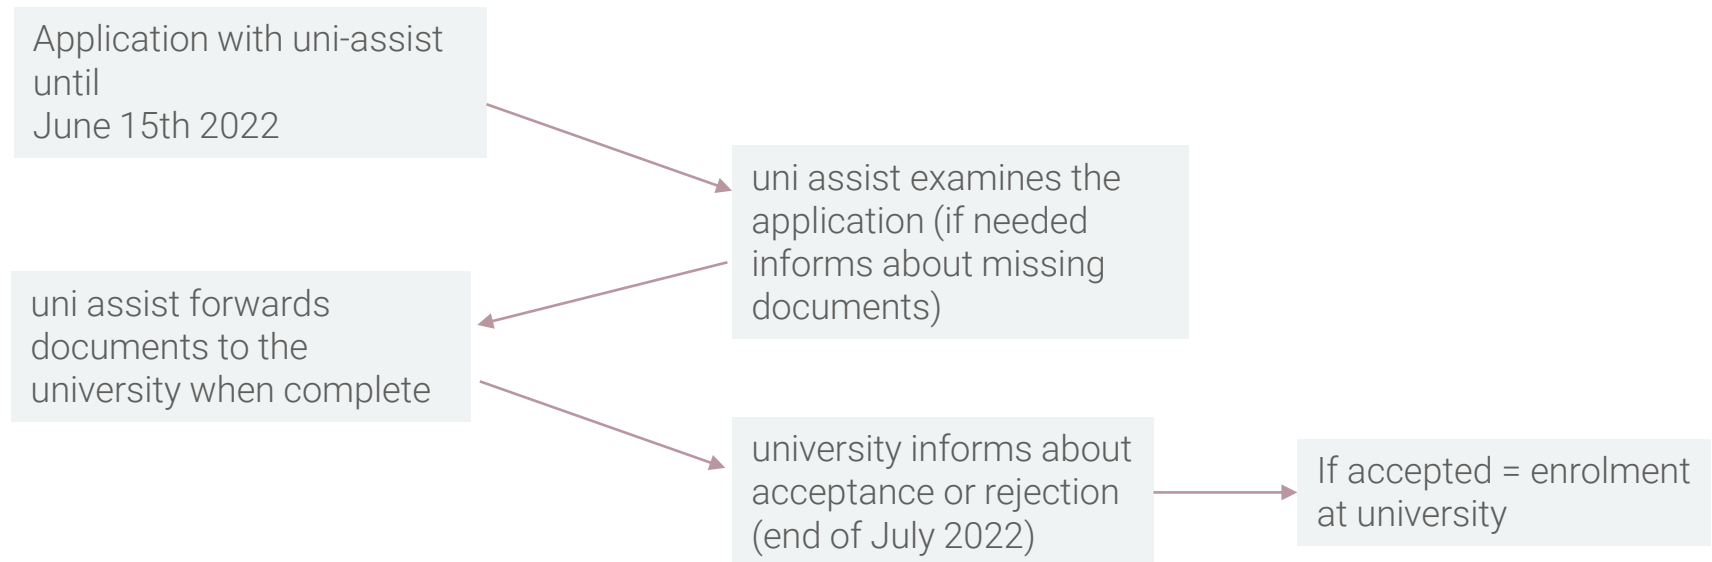 Application with uni-assist
until
June 15th 2022
uni assist examines the
application (if needed
informs about missing
documents)
uni assist forwards
documents to the
university when complete
university informs about
acceptance or rejection
(end of July 2022)
If accepted = enrolment
at university